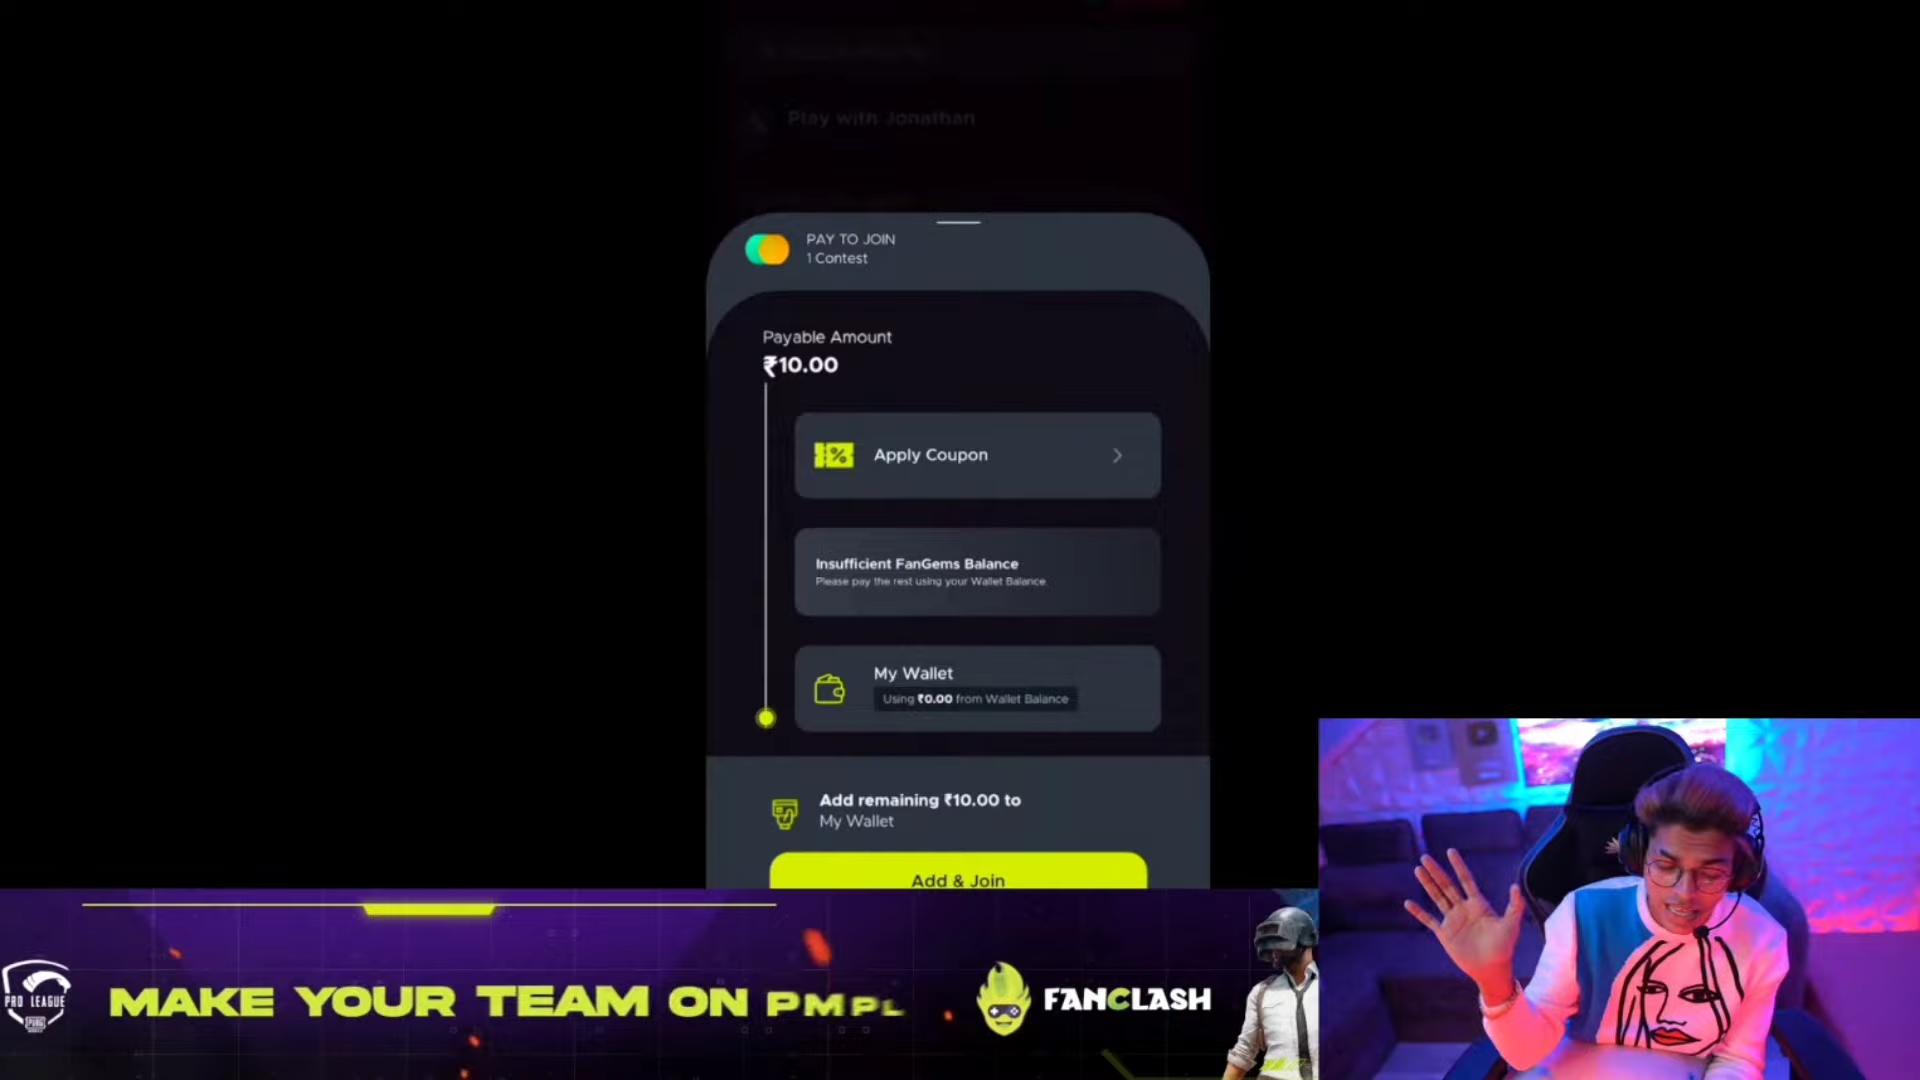 Play with Jonathan
PAY TO JOIN
1 Contest
Payable Amount
₹10.00
Apply Coupon
Insufficient FanGems Balance
Please pay the rest using your Wallet Balance
My Wallet
Using ₹0.00 from Wallet Balance
Add remaining ₹10.00 to
My Wallet
Add & Join
PRO LEAGUE
PUBG
MAKE YOUR TEAM ON PMPL
FANCLASH